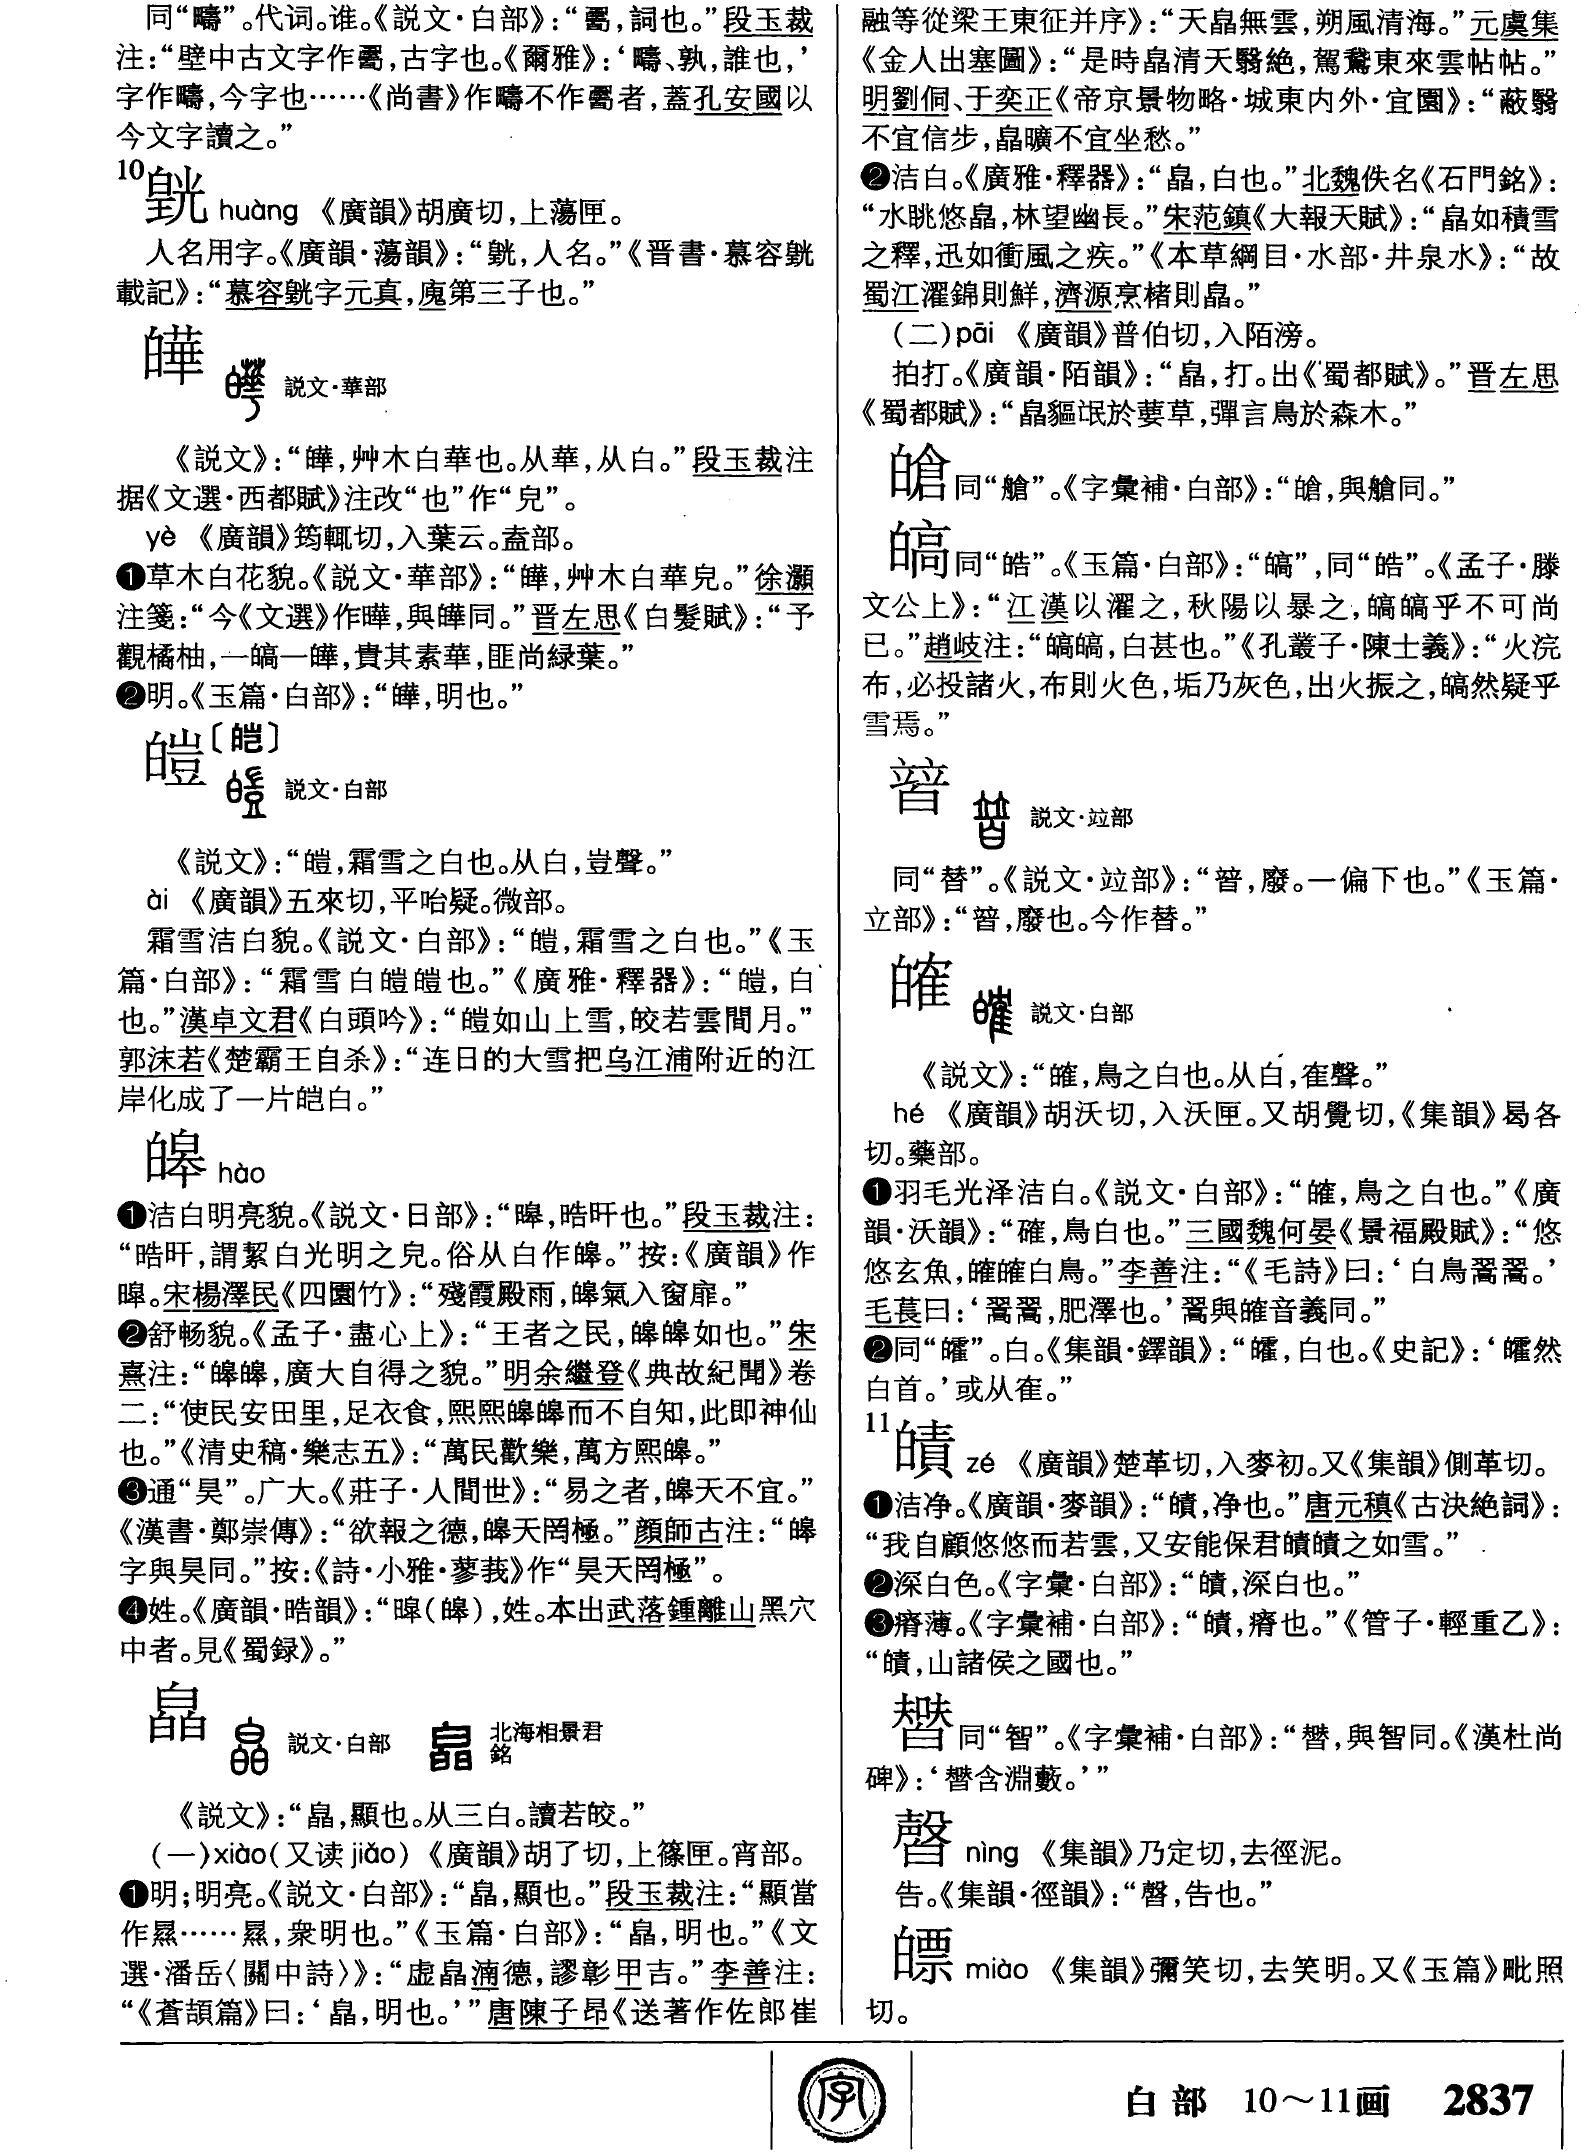 同“疇”。代词。谁。《説文·白部》：“𤾊，詞也。”段玉裁
注：“壁中古文字作𤾊，古字也。《爾雅》：‘疇、孰，誰也，’
字作疇，今字也……《尚書》作疇不作𤾊者，蓋孔安國以
今文字讀之。”
10
皝 huàng 《廣韻》胡廣切，上蕩匣。
人名用字。《廣韻·蕩韻》：“皝，人名。”《晋書·慕容皝
載記》：“慕容皝字元真，廆第三子也。”
皣 説文·華部
《説文》：“皣，艸木白華也。从華，从白。”段玉裁注
据《文選·西都賦》注改“也”作“皃”。
yè 《廣韻》筠輒切，入葉云。盍部。
❶草木白花貌。《説文·華部》：“皣，艸木白華皃。”徐灝
注箋：“今《文選》作曄，與皣同。”晋左思《白髮賦》：“予
觀橘柚，一皜一皣，貴其素華，匪尚緑葉。”
❷明。《玉篇·白部》：“皣，明也。”
皚〔皑〕
説文·白部
《説文》：“皚，霜雪之白也。从白，豈聲。”
ài 《廣韻》五來切，平咍疑。微部。
霜雪洁白貌。《説文·白部》：“皚，霜雪之白也。”《玉
篇·白部》：“霜雪白皚皚也。”《廣雅·釋器》：“皚，白
也。”漢卓文君《白頭吟》：“皚如山上雪，皎若雲間月。”
郭沫若《楚霸王自杀》：“连日的大雪把乌江浦附近的江
岸化成了一片皑白。”
皞 hào
❶洁白明亮貌。《説文·日部》：“暤，晧旰也。”段玉裁注：
“晧旰，謂絜白光明之皃。俗从白作皞。”按：《廣韻》作
曍。宋楊澤民《四園竹》：“殘霞殿雨，皞氣入窗扉。”
❷舒畅貌。《孟子·盡心上》：“王者之民，皞皞如也。”朱
熹注：“皞皞，廣大自得之貌。”明余繼登《典故紀聞》卷
二：“使民安田里，足衣食，熙熙皞皞而不自知，此即神仙
也。”《清史稿·樂志五》：“萬民歡樂，萬方熙皞。”
❸通“昊”。广大。《莊子·人間世》：“易之者，皞天不宜。”
《漢書·鄭崇傳》：“欲報之德，皞天罔極。”顔師古注：“皞
字與昊同。”按：《詩·小雅·蓼莪》作“昊天罔極”。
❹姓。《廣韻·晧韻》：“曍（皞），姓。本出武落鍾離山黑穴
中者。見《蜀録》。”
皛 説文·白部 北海相景君
銘
《説文》：“皛，顯也。从三白。讀若皎。”
(一)xiào(又读jiǎo) 《廣韻》胡了切，上篠匣。宵部。
❶明；明亮。《説文·白部》：“皛，顯也。”段玉裁注：“顯當
作㬎……㬎，衆明也。”《玉篇·白部》：“皛，明也。”《文
選·潘岳〈關中詩〉》：“虚皛湳德，謬彰甲吉。”李善注：
“《蒼頡篇》曰：‘皛，明也。’”唐陳子昂《送著作佐郎崔
融等從梁王東征并序》：“天皛無雲，朔風清海。”元虞集
《金人出塞圖》：“是時皛清天翳絶，駕鵞東來雲帖帖。”
明劉侗、于奕正《帝京景物略·城東内外·宜園》：“蔽翳
不宜信步，皛曠不宜坐愁。”
❷洁白。《廣雅·釋器》：“皛，白也。”北魏佚名《石門銘》：
“水眺悠皛，林望幽長。”宋范鎮《大報天賦》：“皛如積雪
之釋，迅如衝風之疾。”《本草綱目·水部·井泉水》：“故
蜀江濯錦則鮮，濟源烹楮則皛。”
(二)pāi 《廣韻》普伯切，入陌滂。
拍打。《廣韻·陌韻》：“皛，打。出《蜀都賦》。”晋左思
《蜀都賦》：“皛貙氓於葽草，彈言鳥於森木。”
同“艙”。《字彙補·白部》：“，與艙同。”
皜同“皓”。《玉篇·白部》：“皜”，同“皓”。《孟子·滕
文公上》：“江漢以濯之，秋陽以暴之，皜皜乎不可尚
已。”趙岐注：“皜皜，白甚也。”《孔叢子·陳士義》：“火浣
布，必投諸火，布則火色，垢乃灰色，出火振之，皜然疑乎
雪焉。”
暜 説文·竝部
同“替”。《説文·竝部》：“暜，廢。一偏下也。”《玉篇·
立部》：“暜，廢也。今作替。”
皠 説文·白部
《説文》：“皠，鳥之白也。从白，隺聲。”
hé 《廣韻》胡沃切，入沃匣。又胡覺切，《集韻》曷各
切。藥部。
❶羽毛光泽洁白。《説文·白部》：“皠，鳥之白也。”《廣
韻·沃韻》：“確，鳥白也。”三國魏何晏《景福殿賦》：“悠
悠玄魚，皠皠白鳥。”李善注：“《毛詩》曰：‘白鳥翯翯。’
毛萇曰：‘翯翯，肥澤也。’翯與皠音義同。”
❷同“皬”。白。《集韻·鐸韻》：“皬，白也。《史記》：‘皬然
白首。’或从隺。”
11
皟 zé 《廣韻》楚革切，入麥初。又《集韻》側革切。
❶洁净。《廣韻·麥韻》：“皟，净也。”唐元稹《古決絶詞》：
“我自顧悠悠而若雲，又安能保君皟皟之如雪。”
❷深白色。《字彙·白部》：“皟，深白也。”
❸瘠薄。《字彙補·白部》：“皟，瘠也。”《管子·輕重乙》：
“皟，山諸侯之國也。”
同“智”。《字彙補·白部》：“，與智同。《漢杜尚
碑》：‘含淵藪。’”
nìng 《集韻》乃定切，去徑泥。
告。《集韻·徑韻》：“，告也。”
皫 miào 《集韻》彌笑切，去笑明。又《玉篇》毗照
切。
字
白部 10～11画 2837